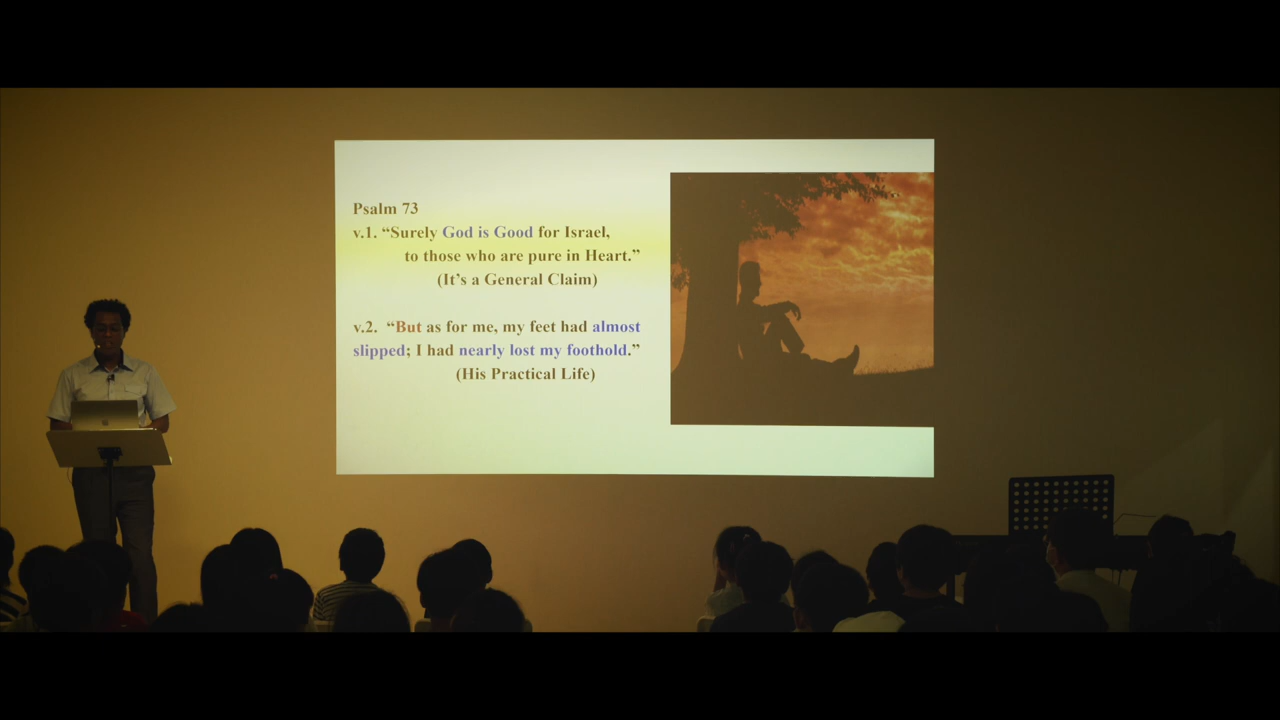 Psalm 73
v.1. “Surely God is Good for Israel,
to those who are pure in Heart.”
(It’s a General Claim)
v.2. “But as for me, my feet had almost
slipped; I had nearly lost my foothold.”
(His Practical Life)